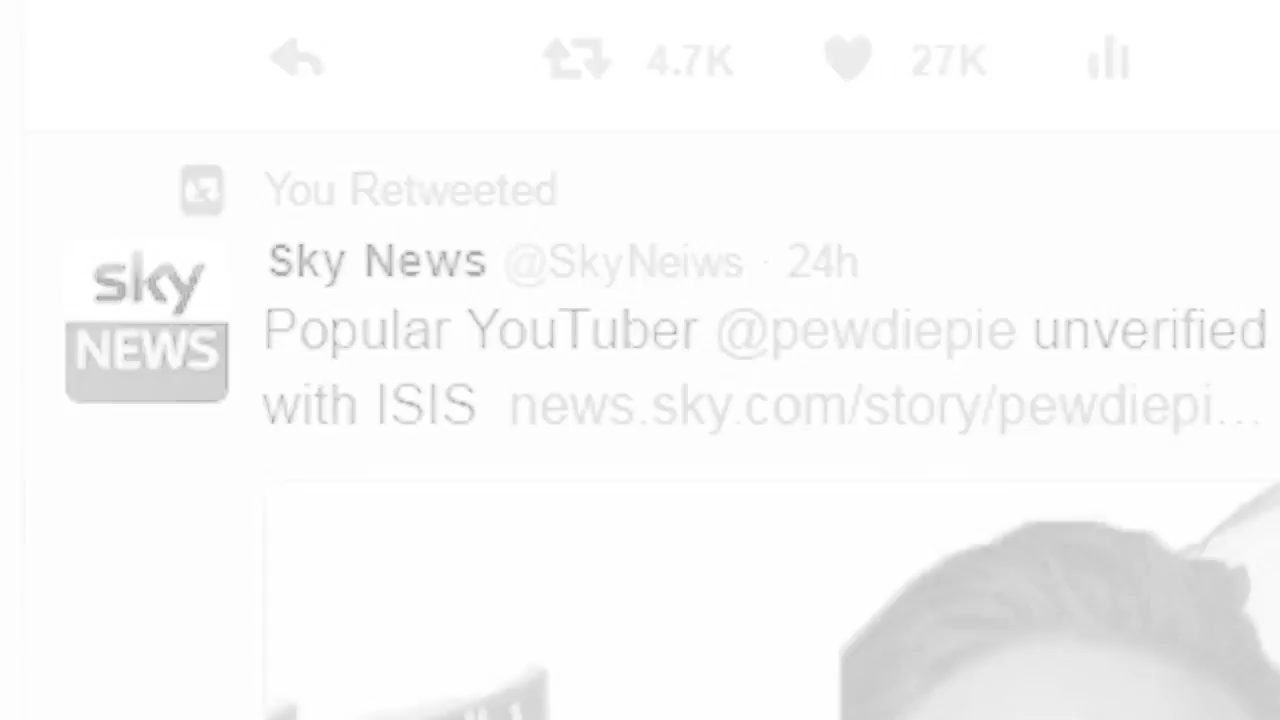 4.7K 27K
You Retweeted
sky
NEWS
Sky News @SkyNeiws · 24h
Popular YouTuber @pewdiepie unverified
with ISIS news.sky.com/story/pewdiepi...